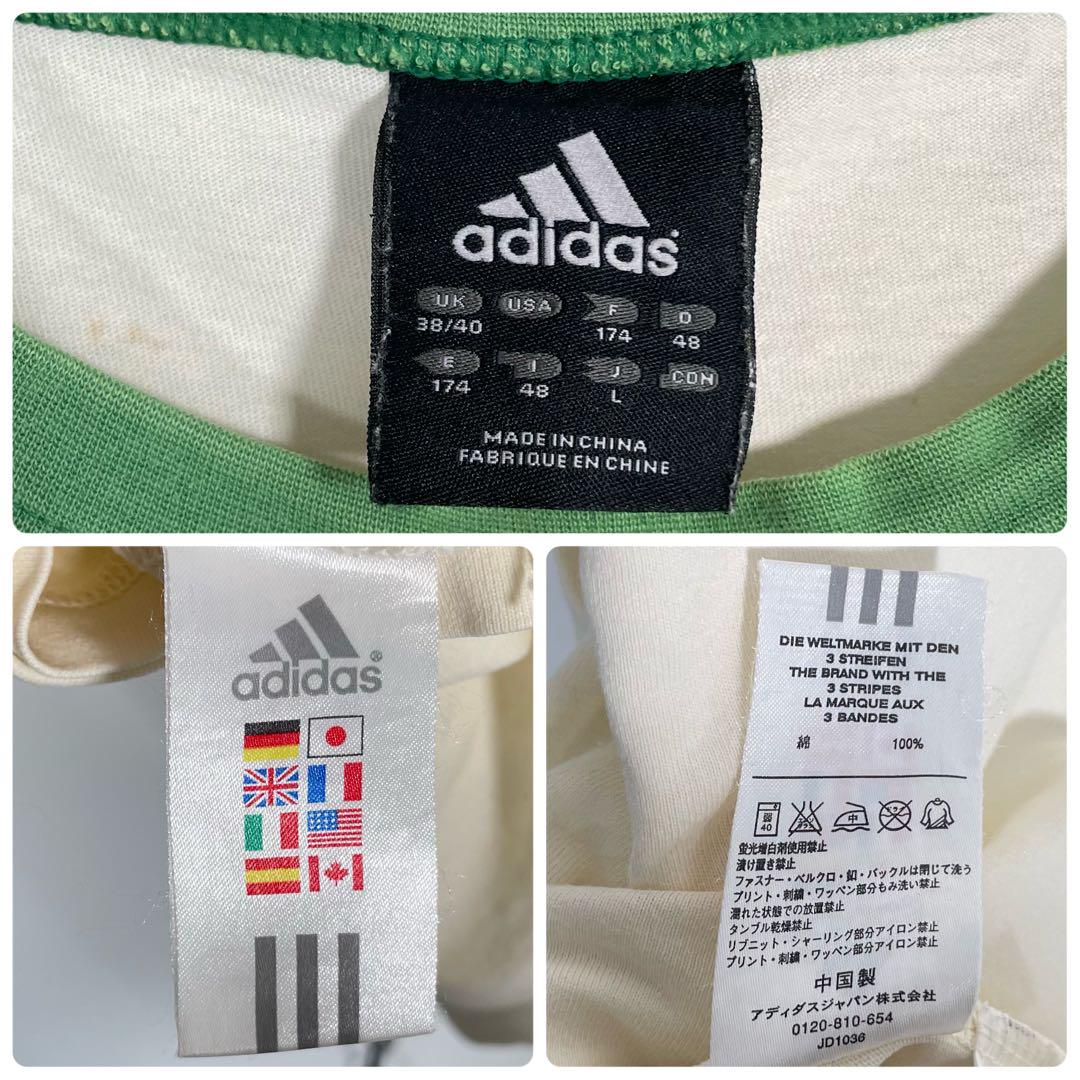 adidas
UK USA F D
38/40 174 48
E I J CDN
174 48 L
MADE IN CHINA
FABRIQUE EN CHINE
adidas®
DIE WELTMARKE MIT DEN
3 STREIFEN
THE BRAND WITH THE
3 STRIPES
LA MARQUE AUX
3 BANDES
綿 100%
弱
40
中
蛍光増白剤使用禁止
漬け置き禁止
ファスナー・ベルクロ・釦・バックルは閉じて洗う
プリント・刺繍・ワッペン部分もみ洗い禁止
濡れた状態での放置禁止
タンブル乾燥禁止
リブニット・シャーリング部分アイロン禁止
プリント・刺繍・ワッペン部分アイロン禁止
中国製
アディダスジャパン株式会社
0120-810-654
JD1036